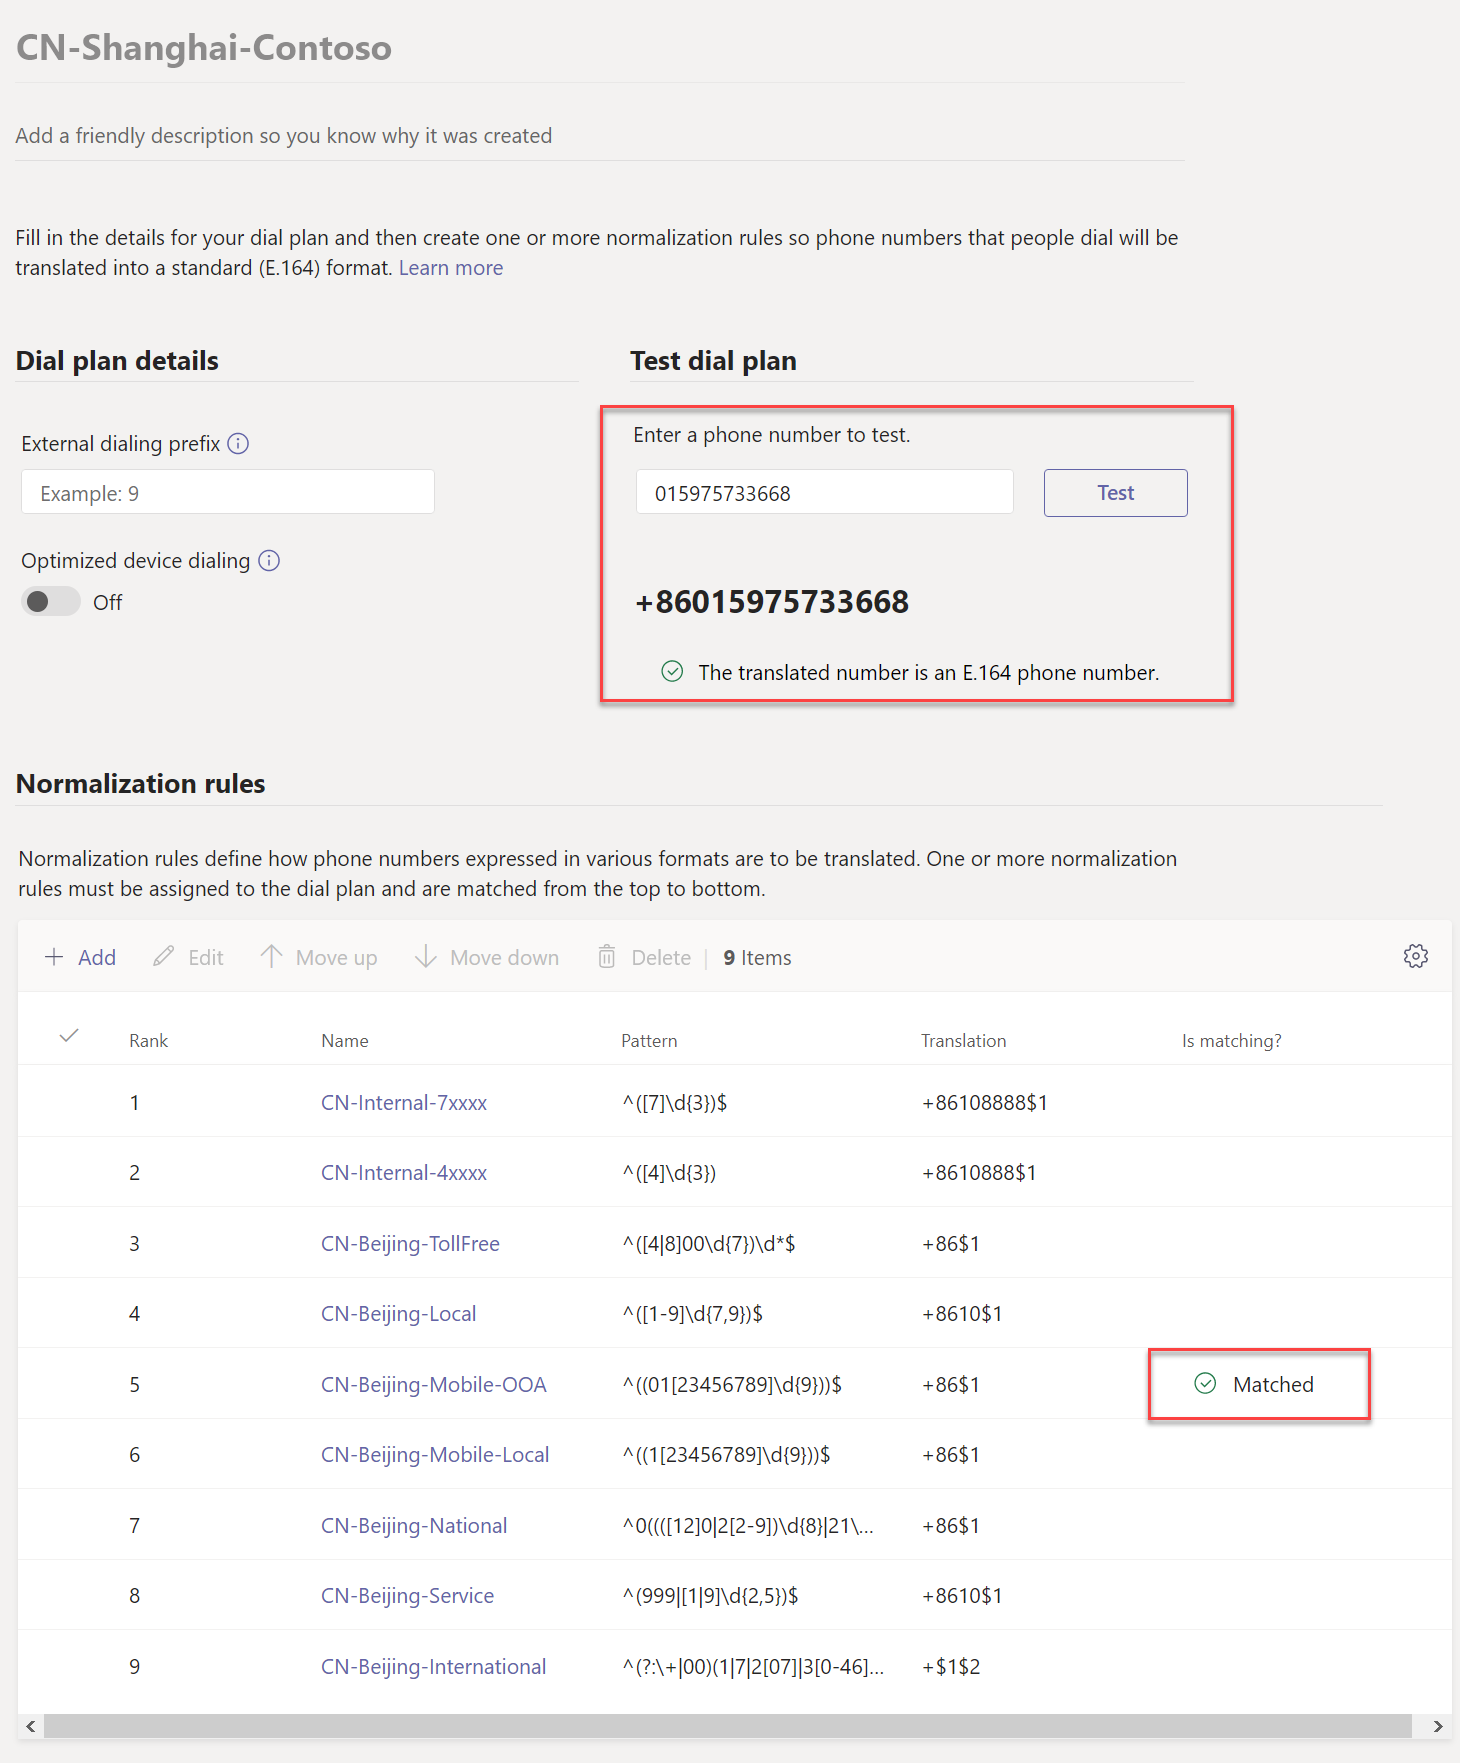 CN-Shanghai-Contoso
Add a friendly description so you know why it was created
Fill in the details for your dial plan and then create one or more normalization rules so phone numbers that people dial will be
translated into a standard (E.164) format. Learn more
Dial plan details
External dialing prefix
Example: 9
Optimized device dialing
Off
Test dial plan
Enter a phone number to test.
015975733668 Test
+86015975733668
The translated number is an E.164 phone number.
Normalization rules
Normalization rules define how phone numbers expressed in various formats are to be translated. One or more normalization
rules must be assigned to the dial plan and are matched from the top to bottom.
+ Add Edit Move up Move down Delete | 9 Items
Rank Name Pattern Translation Is matching?
1 CN-Internal-7xxxx ^([7]\d{3})$ +86108888$1
2 CN-Internal-4xxxx ^([4]\d{3}) +8610888$1
3 CN-Beijing-TollFree ^([4|8]00\d{7})\d*$ +86$1
4 CN-Beijing-Local ^([1-9]\d{7,9})$ +8610$1
5 CN-Beijing-Mobile-OOA ^((01[23456789]\d{9}))$ +86$1 Matched
6 CN-Beijing-Mobile-Local ^((1[23456789]\d{9}))$ +86$1
7 CN-Beijing-National ^0((([12]0|2[2-9])\d{8}|21\... +86$1
8 CN-Beijing-Service ^(999|[1|9]\d{2,5})$ +8610$1
9 CN-Beijing-International ^(?:\+|00)(1|7|2[07]|3[0-46]... +$1$2